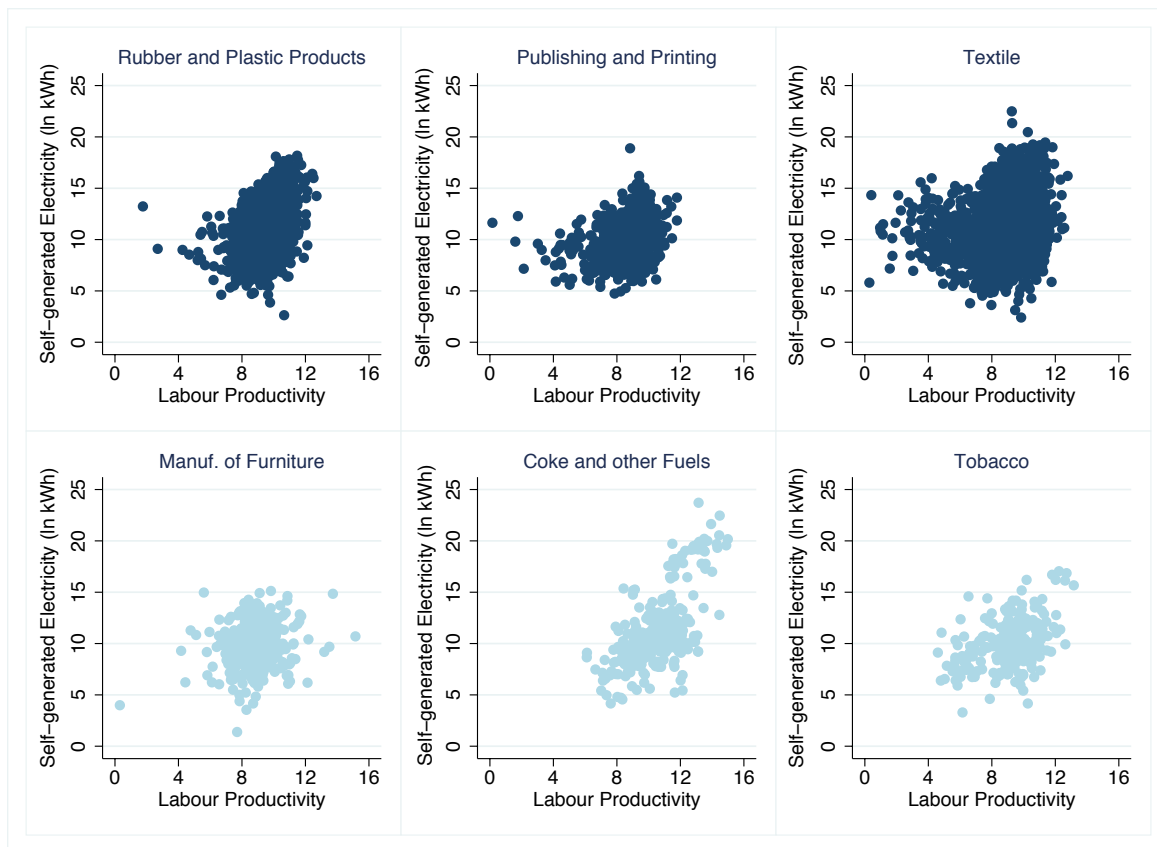 Rubber and Plastic Products
Self−generated Electricity (ln kWh)
25
20
15
10
5
0
0 4 8 12 16
Labour Productivity
Publishing and Printing
Self−generated Electricity (ln kWh)
25
20
15
10
5
0
0 4 8 12 16
Labour Productivity
Textile
Self−generated Electricity (ln kWh)
25
20
15
10
5
0
0 4 8 12 16
Labour Productivity
Manuf. of Furniture
Self−generated Electricity (ln kWh)
25
20
15
10
5
0
0 4 8 12 16
Labour Productivity
Coke and other Fuels
Self−generated Electricity (ln kWh)
25
20
15
10
5
0
0 4 8 12 16
Labour Productivity
Tobacco
Self−generated Electricity (ln kWh)
25
20
15
10
5
0
0 4 8 12 16
Labour Productivity